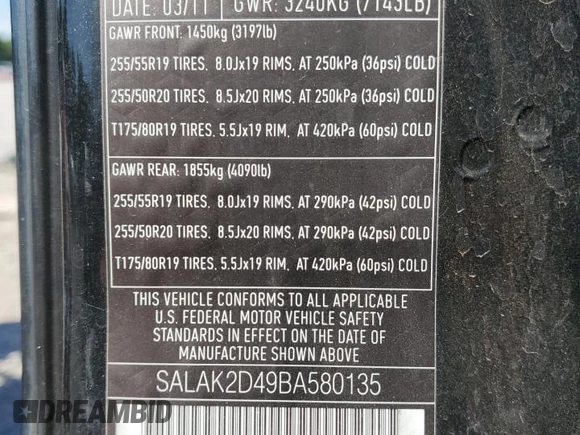 DATE: 03/11 GWR: 3240KG (7143LB)
GAWR FRONT: 1450kg (3197lb)
255/55R19 TIRES. 8.0Jx19 RIMS, AT 250kPa (36psi) COLD
255/50R20 TIRES. 8.5Jx20 RIMS, AT 250kPa (36psi) COLD
T175/80R19 TIRES. 5.5Jx19 RIM, AT 420kPa (60psi) COLD
GAWR REAR: 1855kg (4090lb)
255/55R19 TIRES. 8.0Jx19 RIMS, AT 290kPa (42psi) COLD
255/50R20 TIRES. 8.5Jx20 RIMS, AT 290kPa (42psi) COLD
T175/80R19 TIRES. 5.5Jx19 RIM, AT 420kPa (60psi) COLD
THIS VEHICLE CONFORMS TO ALL APPLICABLE
U.S. FEDERAL MOTOR VEHICLE SAFETY
STANDARDS IN EFFECT ON THE DATE OF
MANUFACTURE SHOWN ABOVE
SALAK2D49BA580135
DREAMBID